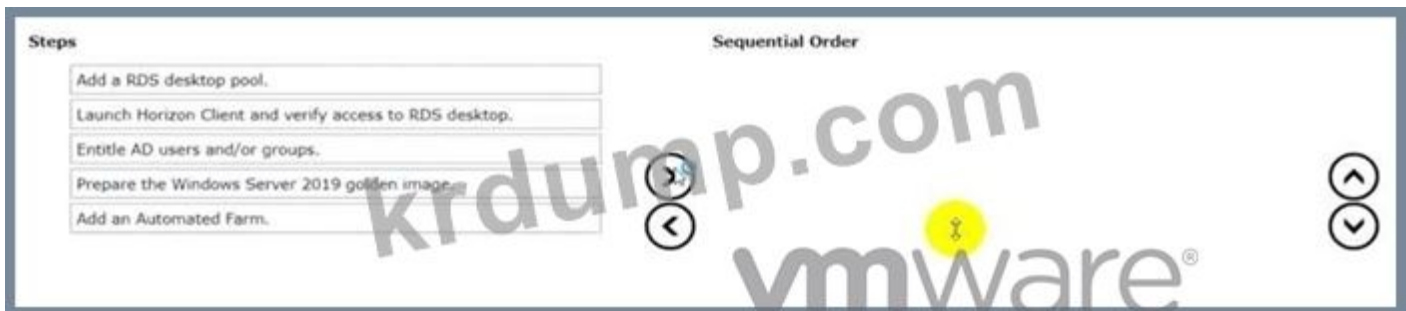 Steps
Sequential Order
Add a RDS desktop pool.
Launch Horizon Client and verify access to RDS desktop.
Entitle AD users and/or groups.
Prepare the Windows Server 2019 golden image.
Add an Automated Farm.
krdump.com
vmware®